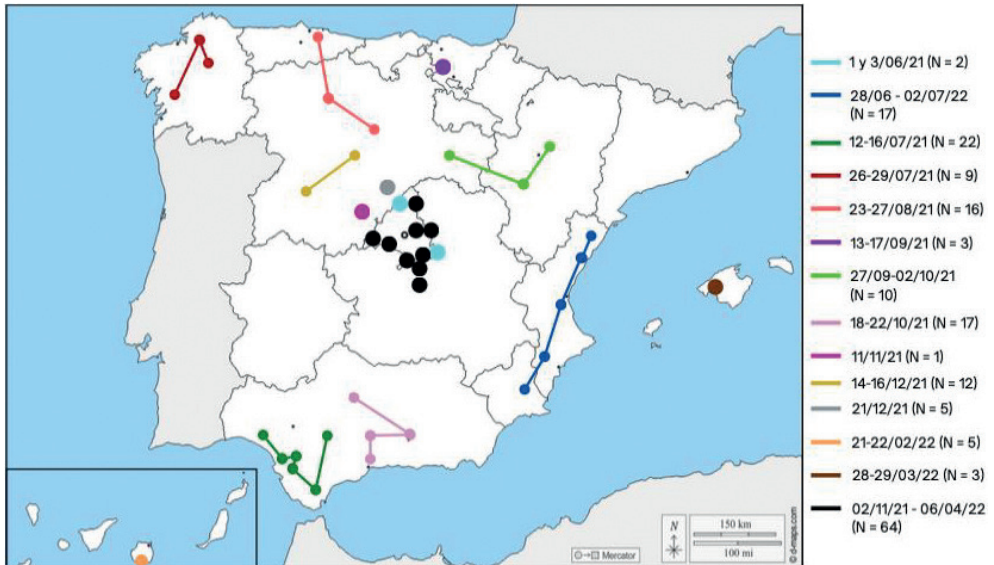 1 y 3/06/21 (N = 2)
28/06 - 02/07/22
(N = 17)
12-16/07/21 (N = 22)
26-29/07/21 (N = 9)
23-27/08/21 (N = 16)
13-17/09/21 (N = 3)
27/09-02/10/21
(N = 10)
18-22/10/21 (N = 17)
11/11/21 (N = 1)
14-16/12/21 (N = 12)
21/12/21 (N = 5)
21-22/02/22 (N = 5)
28-29/03/22 (N = 3)
02/11/21 - 06/04/22
(N = 64)
N
150 km
100 mi
Mercator
© d-maps.com